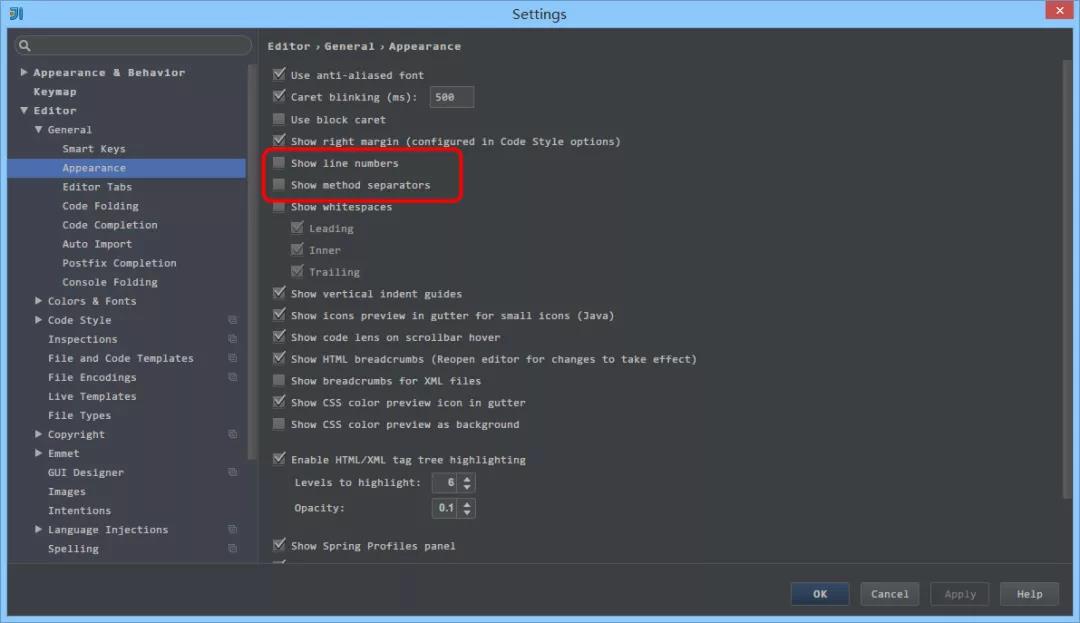 Settings
Appearance & Behavior
Keymap
Editor
General
Smart Keys
Appearance
Editor Tabs
Code Folding
Code Completion
Auto Import
Postfix Completion
Console Folding
Colors & Fonts
Code Style
Inspections
File and Code Templates
File Encodings
Live Templates
File Types
Copyright
Emmet
GUI Designer
Images
Intentions
Language Injections
Spelling
Editor › General › Appearance
Use anti-aliased font
Caret blinking (ms): 500
Use block caret
Show right margin (configured in Code Style options)
Show line numbers
Show method separators
Show whitespaces
Leading
Inner
Trailing
Show vertical indent guides
Show icons preview in gutter for small icons (Java)
Show code lens on scrollbar hover
Show HTML breadcrumbs (Reopen editor for changes to take effect)
Show breadcrumbs for XML files
Show CSS color preview icon in gutter
Show CSS color preview as background
Enable HTML/XML tag tree highlighting
Levels to highlight: 6
Opacity: 0.1
Show Spring Profiles panel
OK Cancel Apply Help